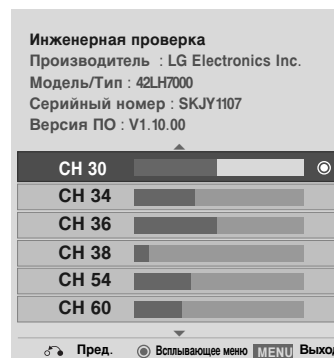 Инженерная проверка
Производитель : LG Electronics Inc.
Модель/Тип : 42LH7000
Серийный номер : SKJY1107
Версия ПО : V1.10.00
CH 30
CH 34
CH 36
CH 38
CH 54
CH 60
Пред. Всплывающее меню MENU Выход